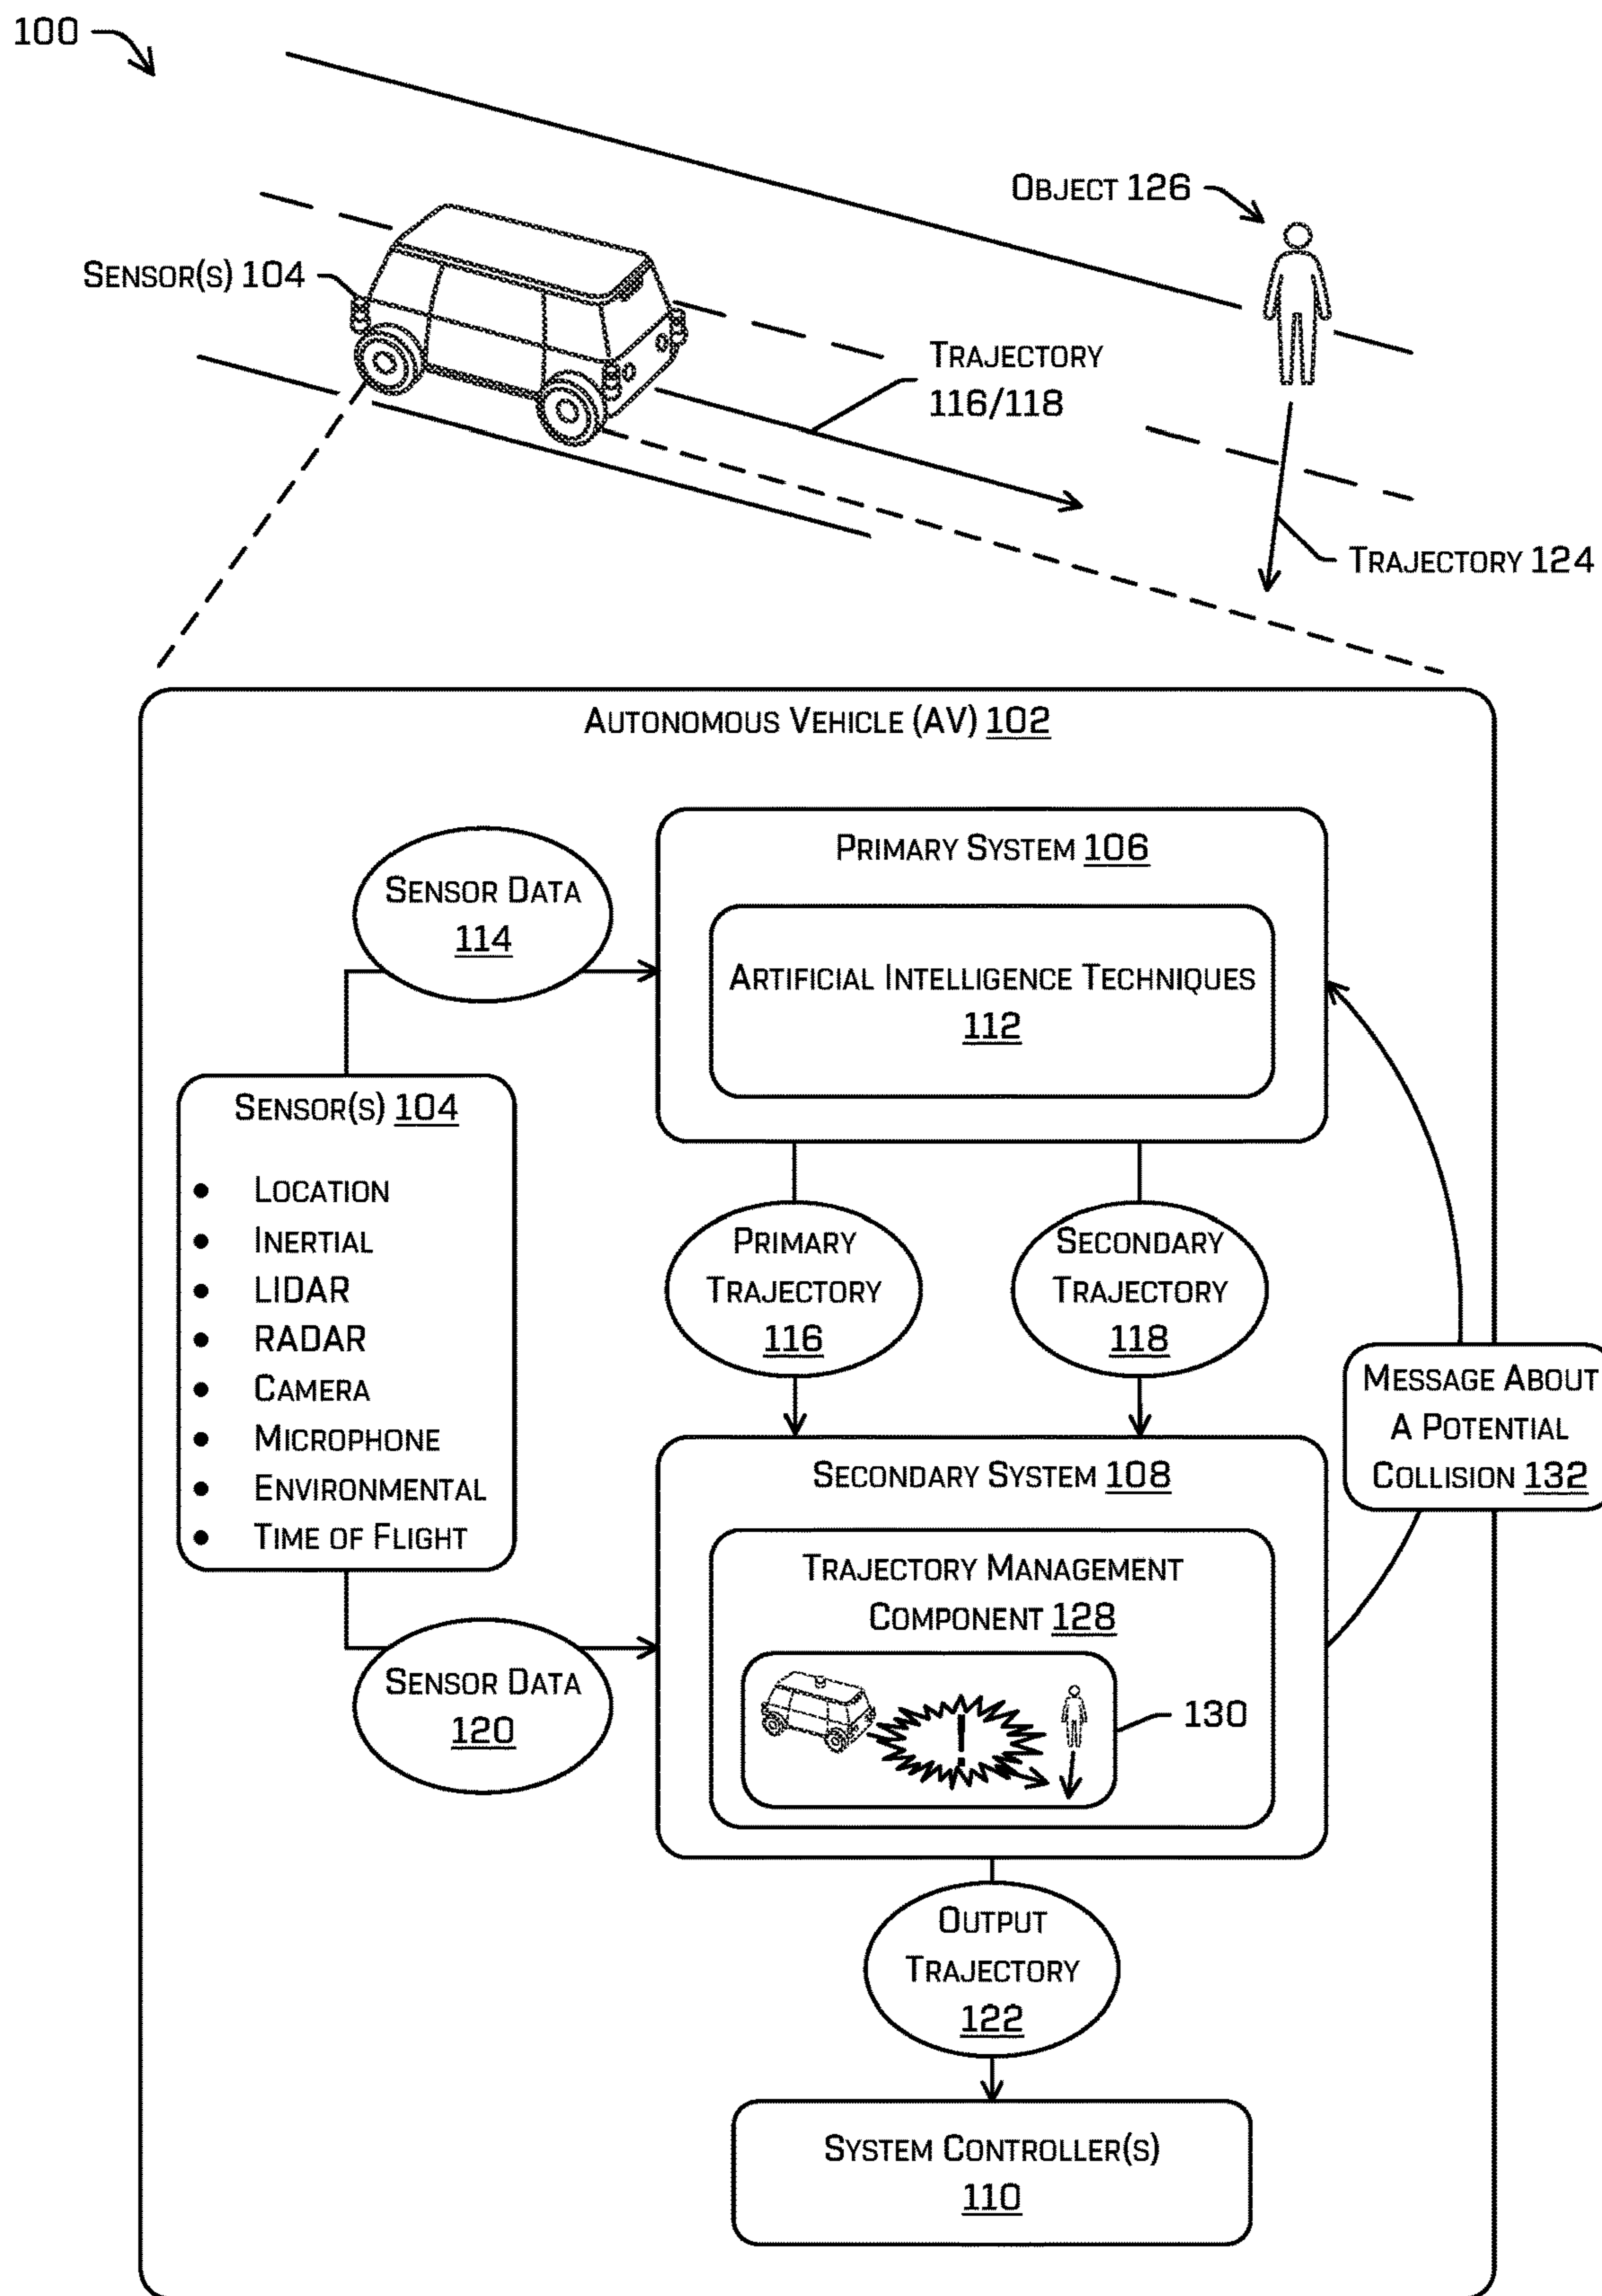 100
OBJECT 126
SENSOR(S) 104
TRAJECTORY
116/118
TRAJECTORY 124
AUTONOMOUS VEHICLE (AV) 102
PRIMARY SYSTEM 106
SENSOR DATA
114
ARTIFICIAL INTELLIGENCE TECHNIQUES
112
SENSOR(S) 104
• LOCATION
• INERTIAL
• LIDAR
• RADAR
• CAMERA
• MICROPHONE
• ENVIRONMENTAL
• TIME OF FLIGHT
PRIMARY
TRAJECTORY
116
SECONDARY
TRAJECTORY
118
MESSAGE ABOUT
A POTENTIAL
COLLISION 132
SECONDARY SYSTEM 108
TRAJECTORY MANAGEMENT
COMPONENT 128
SENSOR DATA
120
!
130
OUTPUT
TRAJECTORY
122
SYSTEM CONTROLLER(S)
110